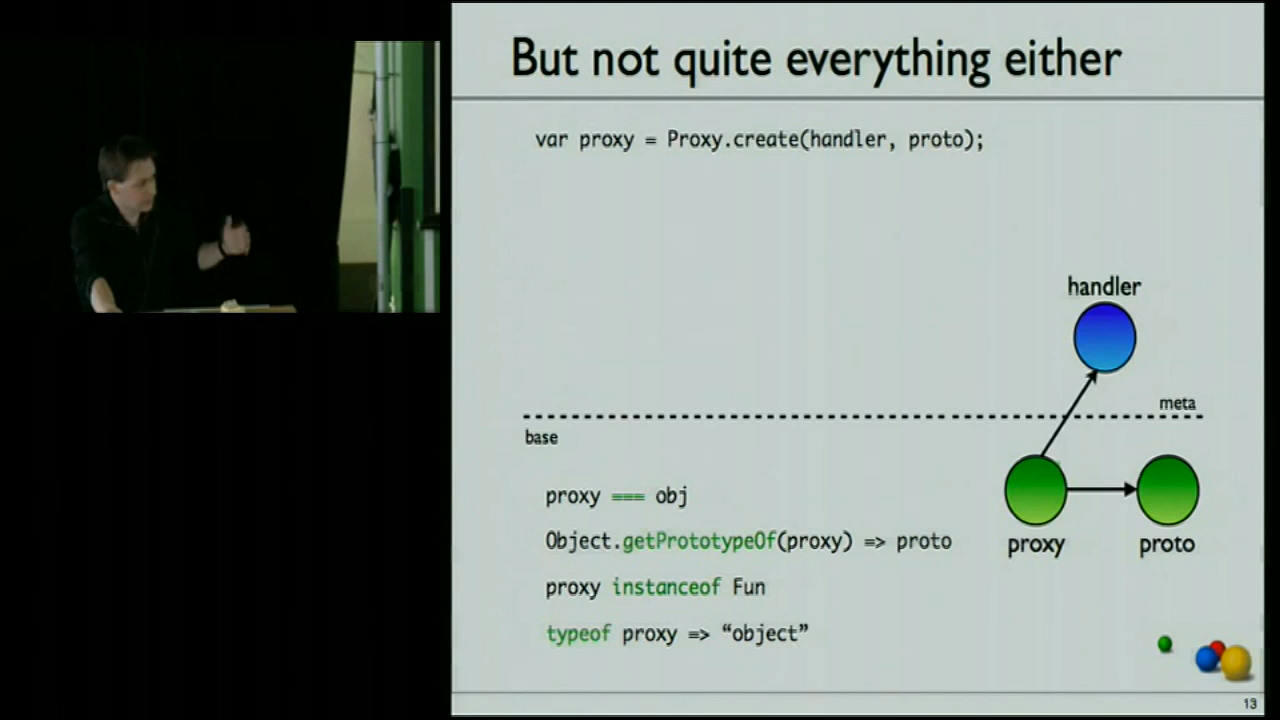 But not quite everything either
var proxy = Proxy.create(handler, proto);
handler
meta
base
proxy === obj
Object.getPrototypeOf(proxy) => proto
proxy instanceof Fun
typeof proxy => “object”
proxy
proto
13